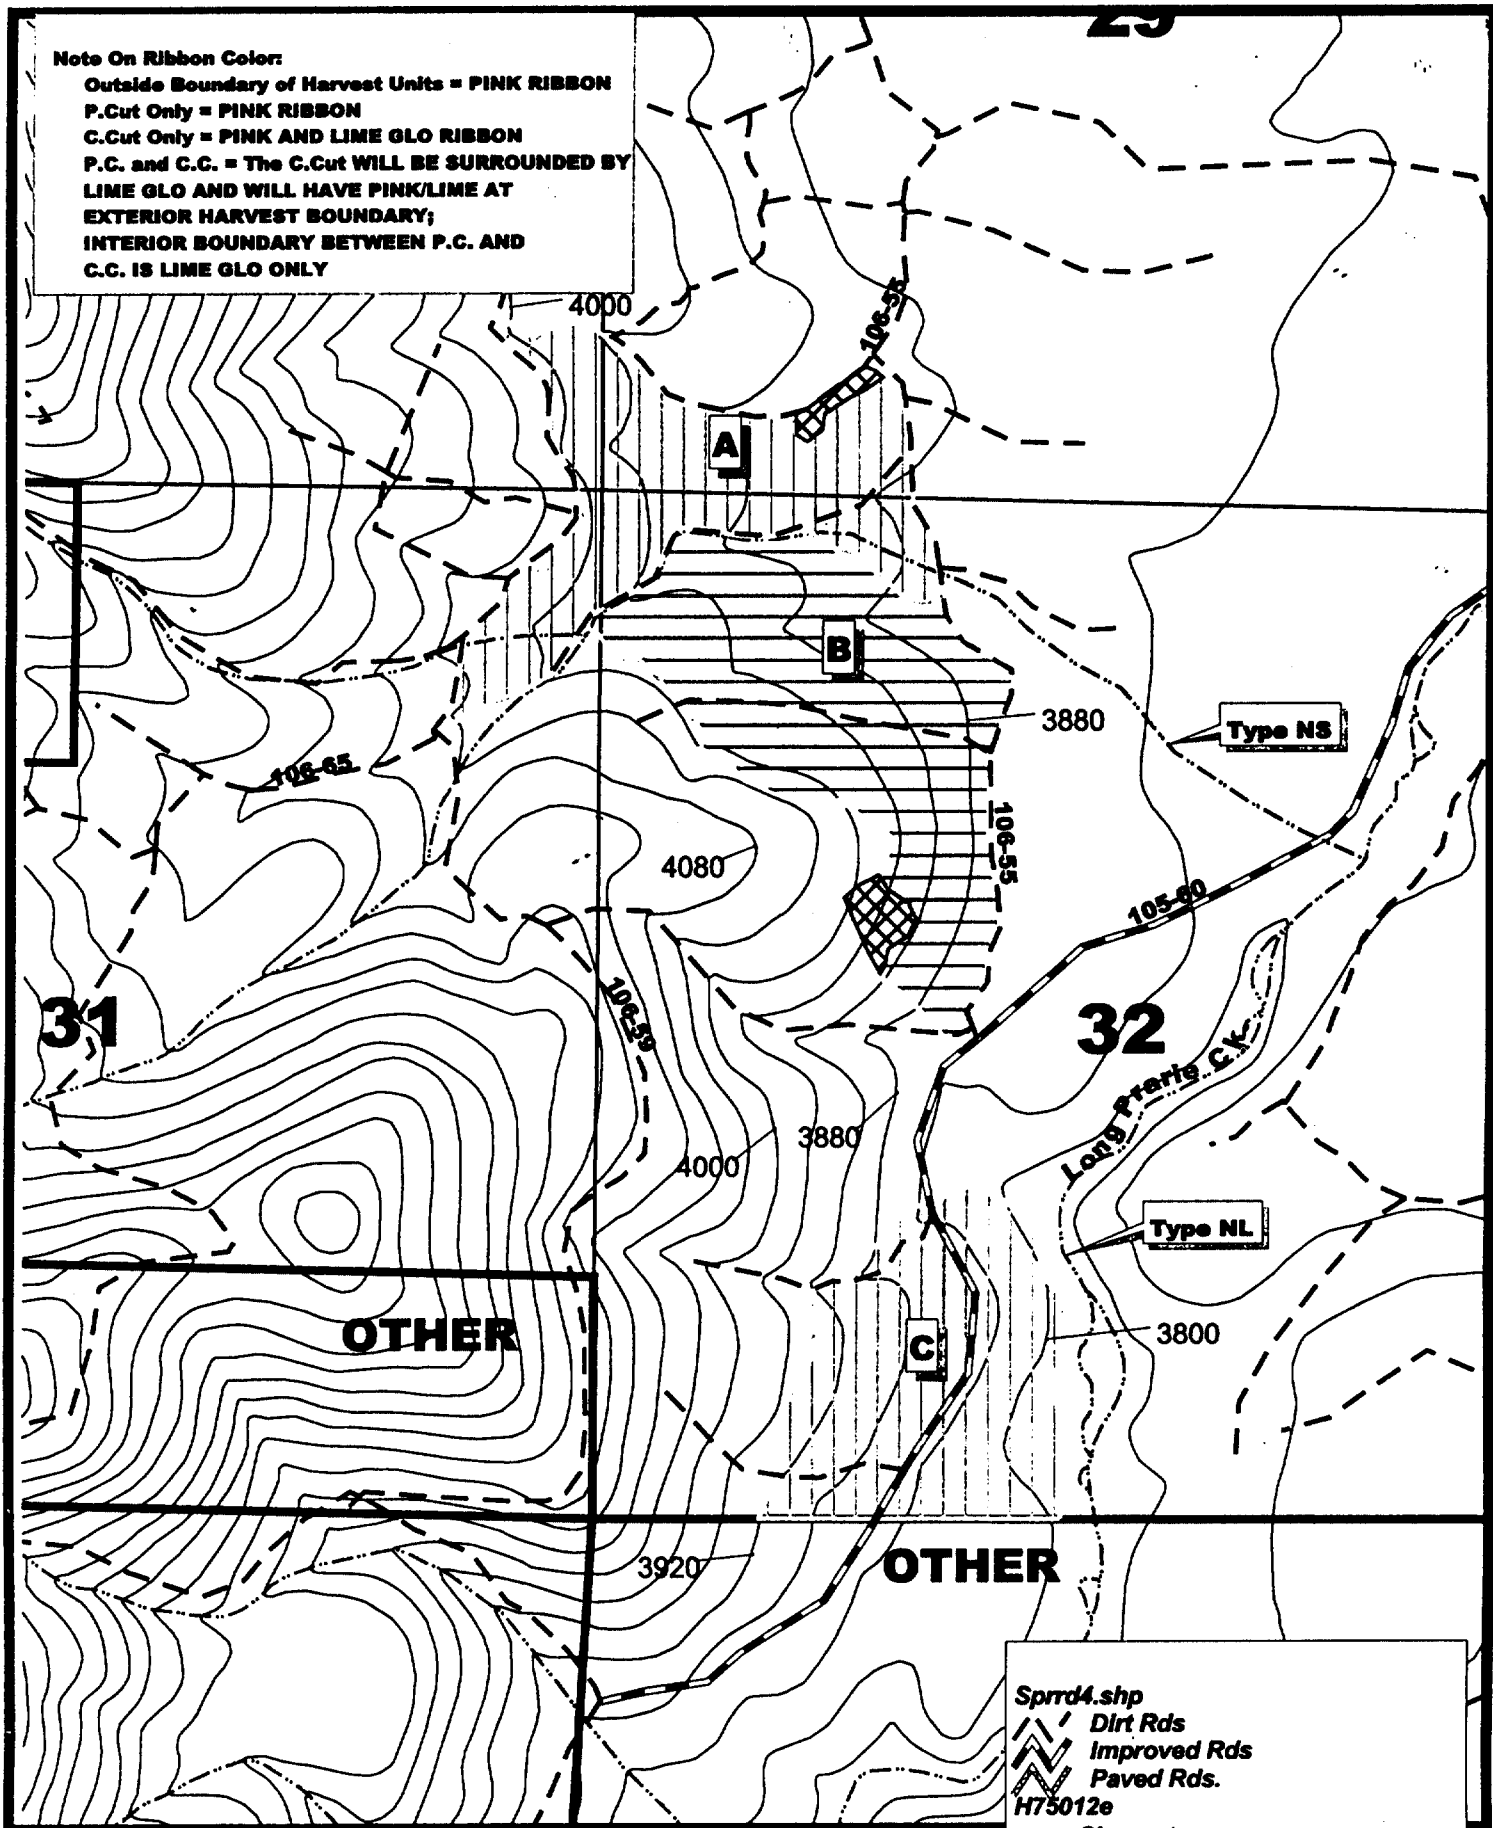 29
Note On Ribbon Color:
Outside Boundary of Harvest Units = PINK RIBBON
P.Cut Only = PINK RIBBON
C.Cut Only = PINK AND LIME GLO RIBBON
P.C. and C.C. = The C.Cut WILL BE SURROUNDED BY
LIME GLO AND WILL HAVE PINK/LIME AT
EXTERIOR HARVEST BOUNDARY;
INTERIOR BOUNDARY BETWEEN P.C. AND
C.C. IS LIME GLO ONLY
4000
106-55
A
B
3880
Type NS
106-65
106-55
4080
105-60
31
106-59
32
Long Prarie Ck.
3880
4000
Type NL
OTHER
3800
C
3920
OTHER
Sprrd4.shp
Dirt Rds
Improved Rds
Paved Rds.
H75012e